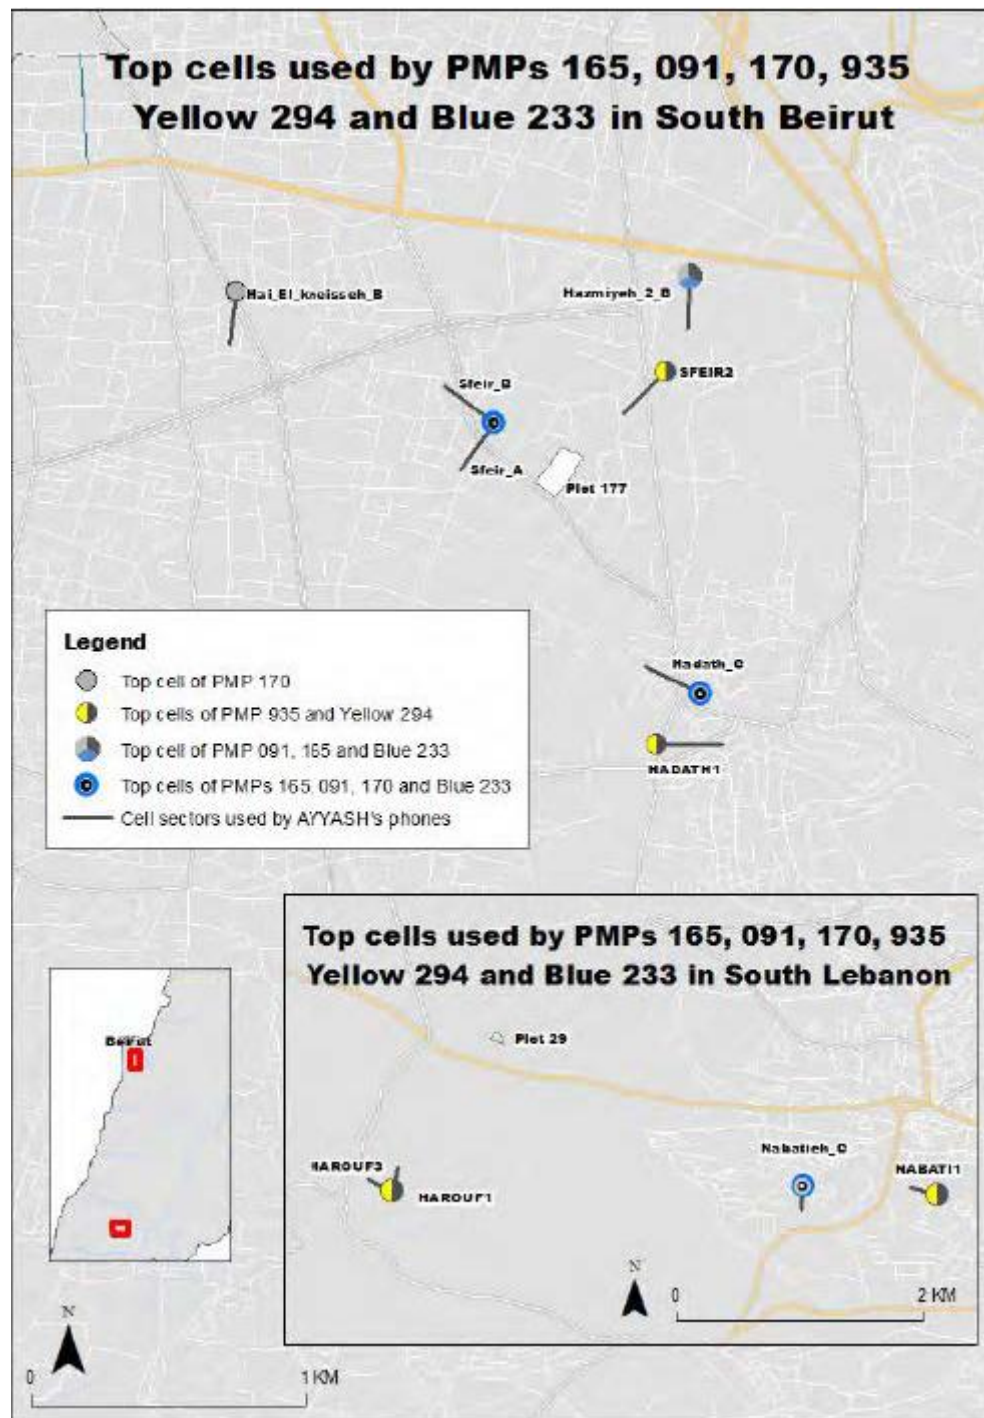 Top cells used by PMPs 165, 091, 170, 935
Yellow 294 and Blue 233 in South Beirut
Hai_El_kneisseh_B
Hazmiyeh_2_B
SFEIR2
Sfeir_B
Sfeir_A
Plot 177
Legend
Top cell of PMP 170
Top cells of PMP 935 and Yellow 294
Top cell of PMP 091, 165 and Blue 233
Top cells of PMPs 165, 091, 170 and Blue 233
Cell sectors used by AYYASH's phones
Hadath_C
HADATH1
Top cells used by PMPs 165, 091, 170, 935
Yellow 294 and Blue 233 in South Lebanon
Plot 29
HAROUF3
HAROUF1
Nabatieh_C
NABATI1
N
0 2 KM
Beirut
N
0 1 KM